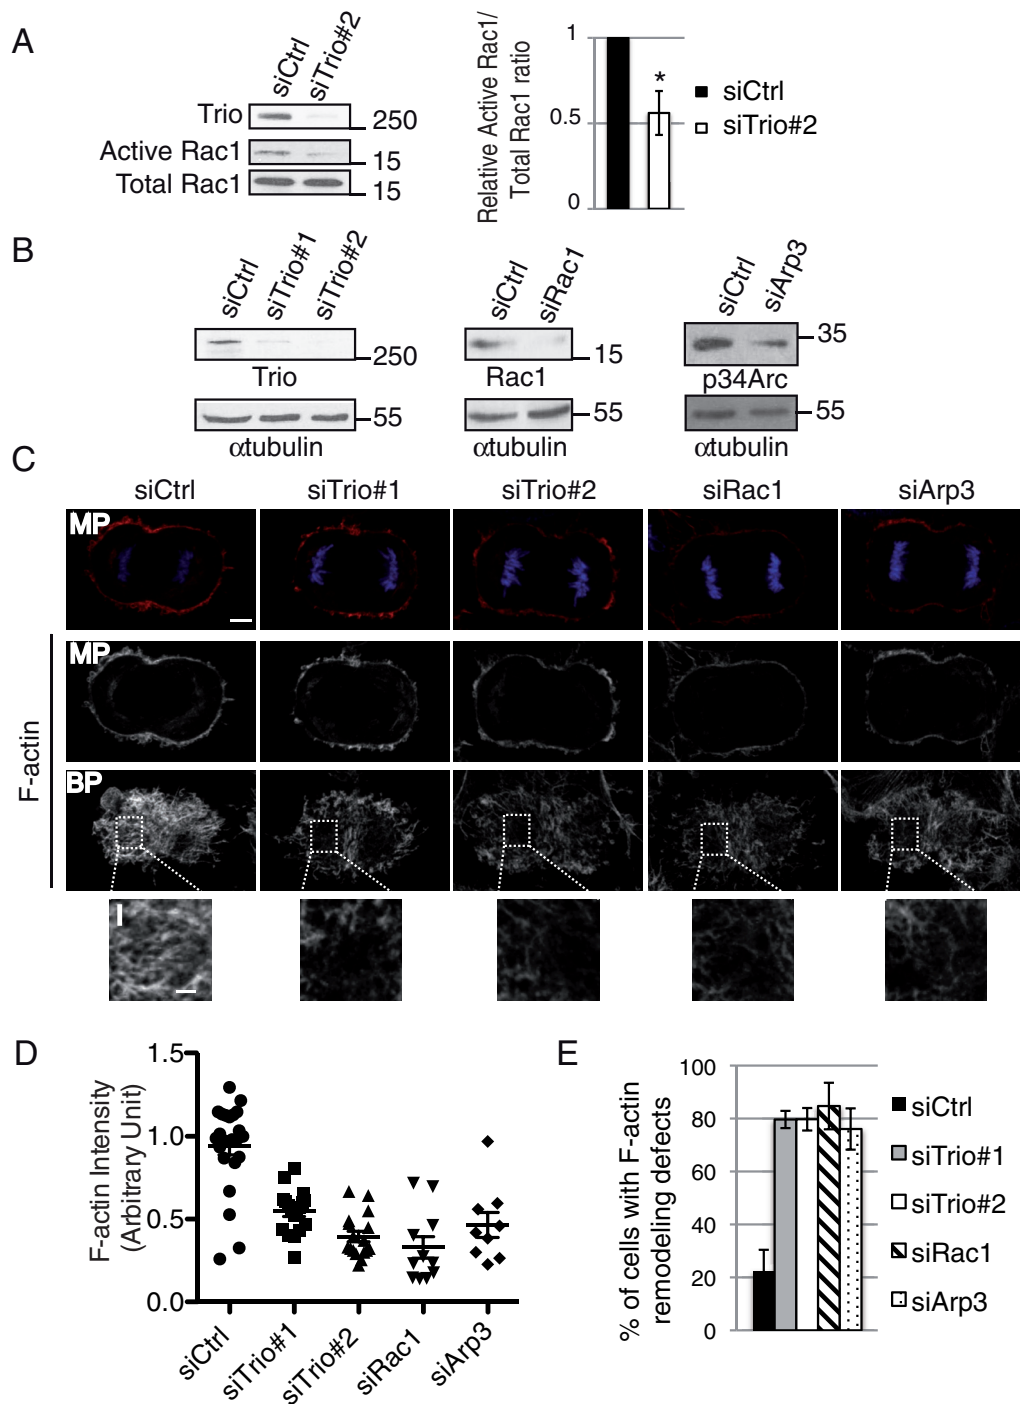 A
siCtrl
siTrio#2
Trio
250
Active Rac1
15
Total Rac1
15
Relative Active Rac1/
Total Rac1 ratio
1
0.5
0
*
siCtrl
siTrio#2
B
siCtrl
siTrio#1
siTrio#2
250
Trio
55
αtubulin
siCtrl
siRac1
15
Rac1
55
αtubulin
siCtrl
siArp3
35
p34Arc
55
αtubulin
C
siCtrl
siTrio#1
siTrio#2
siRac1
siArp3
MP
F-actin
MP
BP
D
F-actin Intensity
(Arbitrary Unit)
1.5
1.0
0.5
0.0
siCtrl
siTrio#1
siTrio#2
siRac1
siArp3
E
% of cells with F-actin
remodeling defects
100
80
60
40
20
0
siCtrl
siTrio#1
siTrio#2
siRac1
siArp3